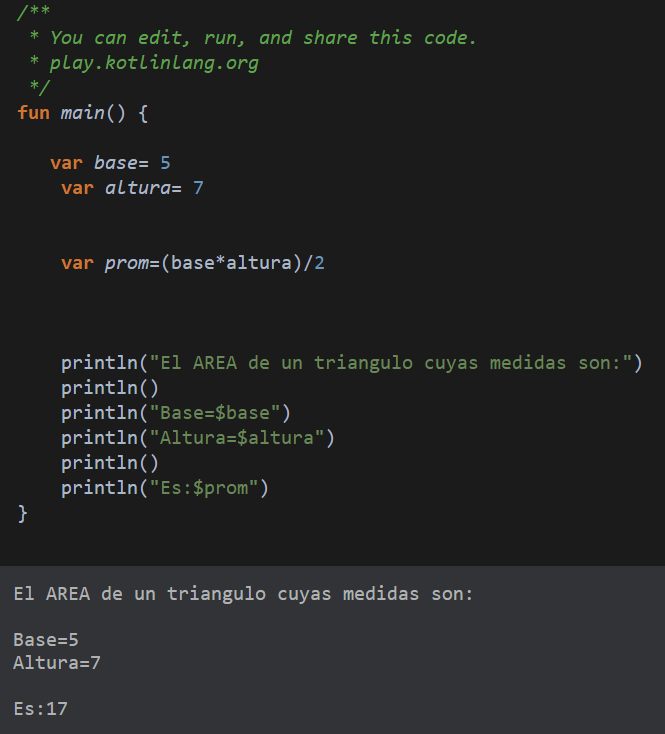 /**
 * You can edit, run, and share this code.
 * play.kotlinlang.org
 */
fun main() {
var base= 5
var altura= 7
var prom=(base*altura)/2
println("El AREA de un triangulo cuyas medidas son:")
println()
println("Base=$base")
println("Altura=$altura")
println()
println("Es:$prom")
}
El AREA de un triangulo cuyas medidas son:
Base=5
Altura=7
Es:17